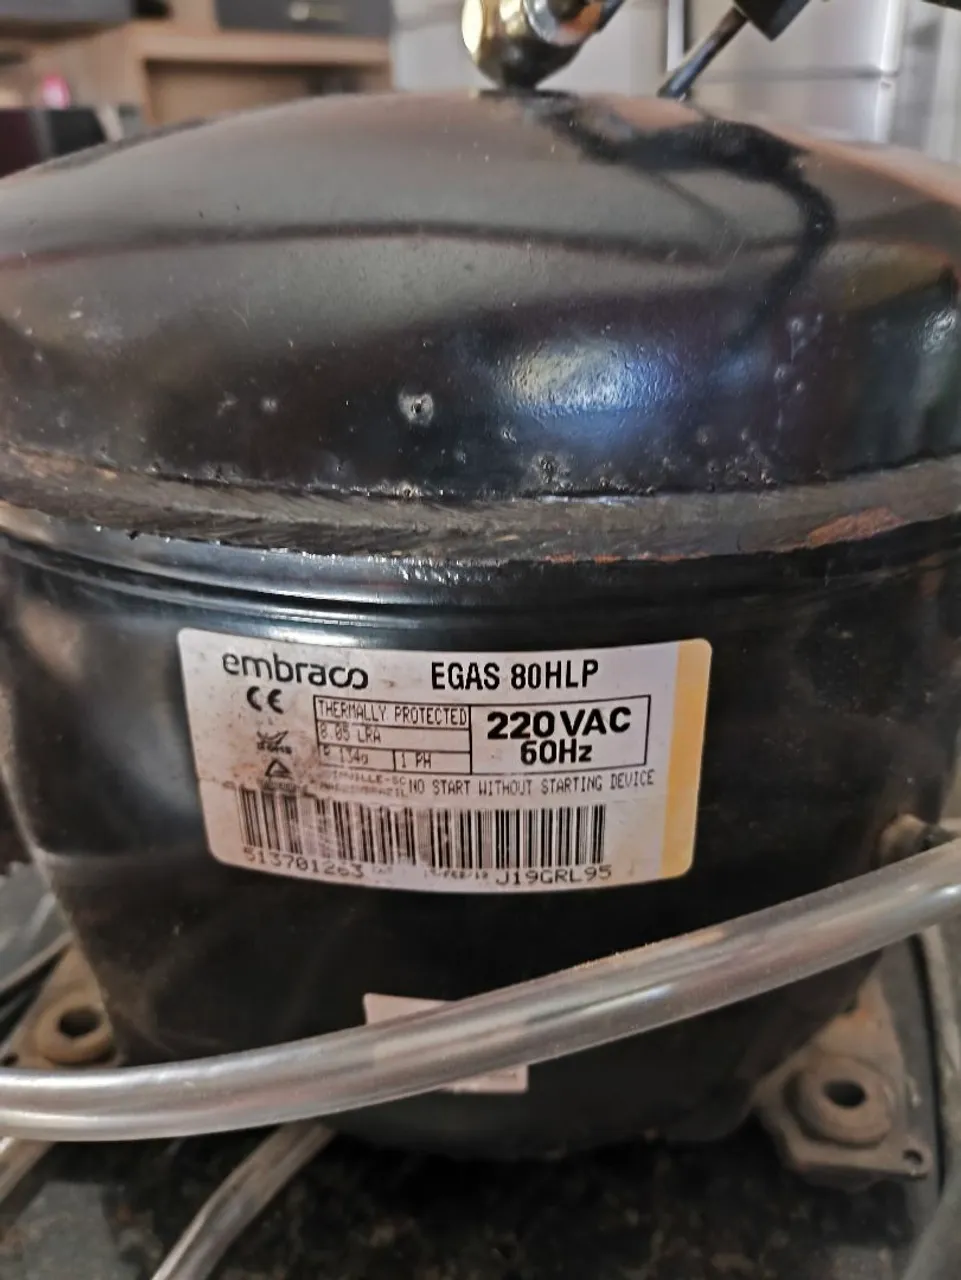 embraco EGAS 80HLP
CE
THERMALLY PROTECTED
220VAC
8.05 LRA
60Hz
134a 1 PH
NO START WITHOUT STARTING DEVICE
513701263
J19GRL95